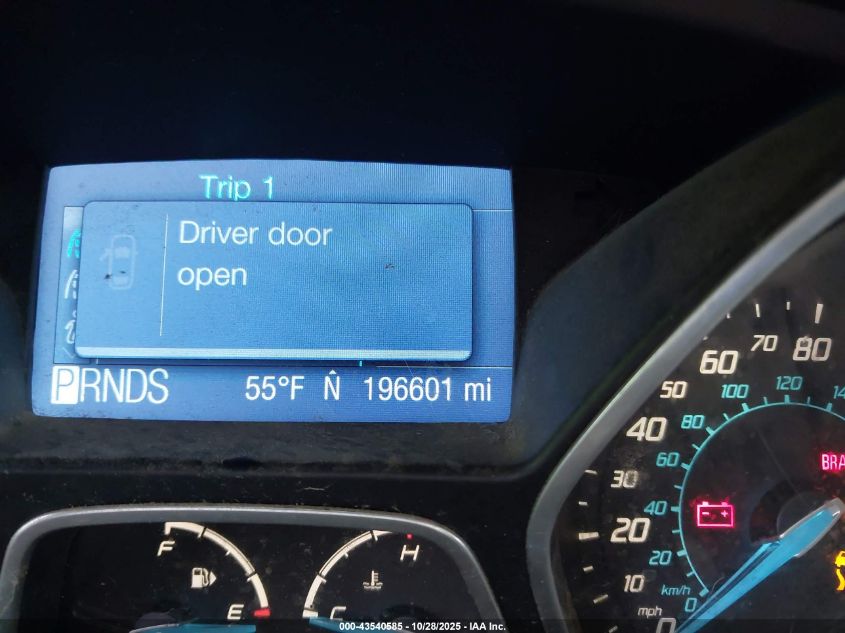 Trip 1
Driver door
open
PRNDS 55°F N̂ 196601 mi
80
70
60
50
40
30
20
10
0
mph
120
100
80
60
40
20
0
km/h
BRA
- +
F
E
H
C
000-43540585 - 10/28/2025 - IAA Inc.